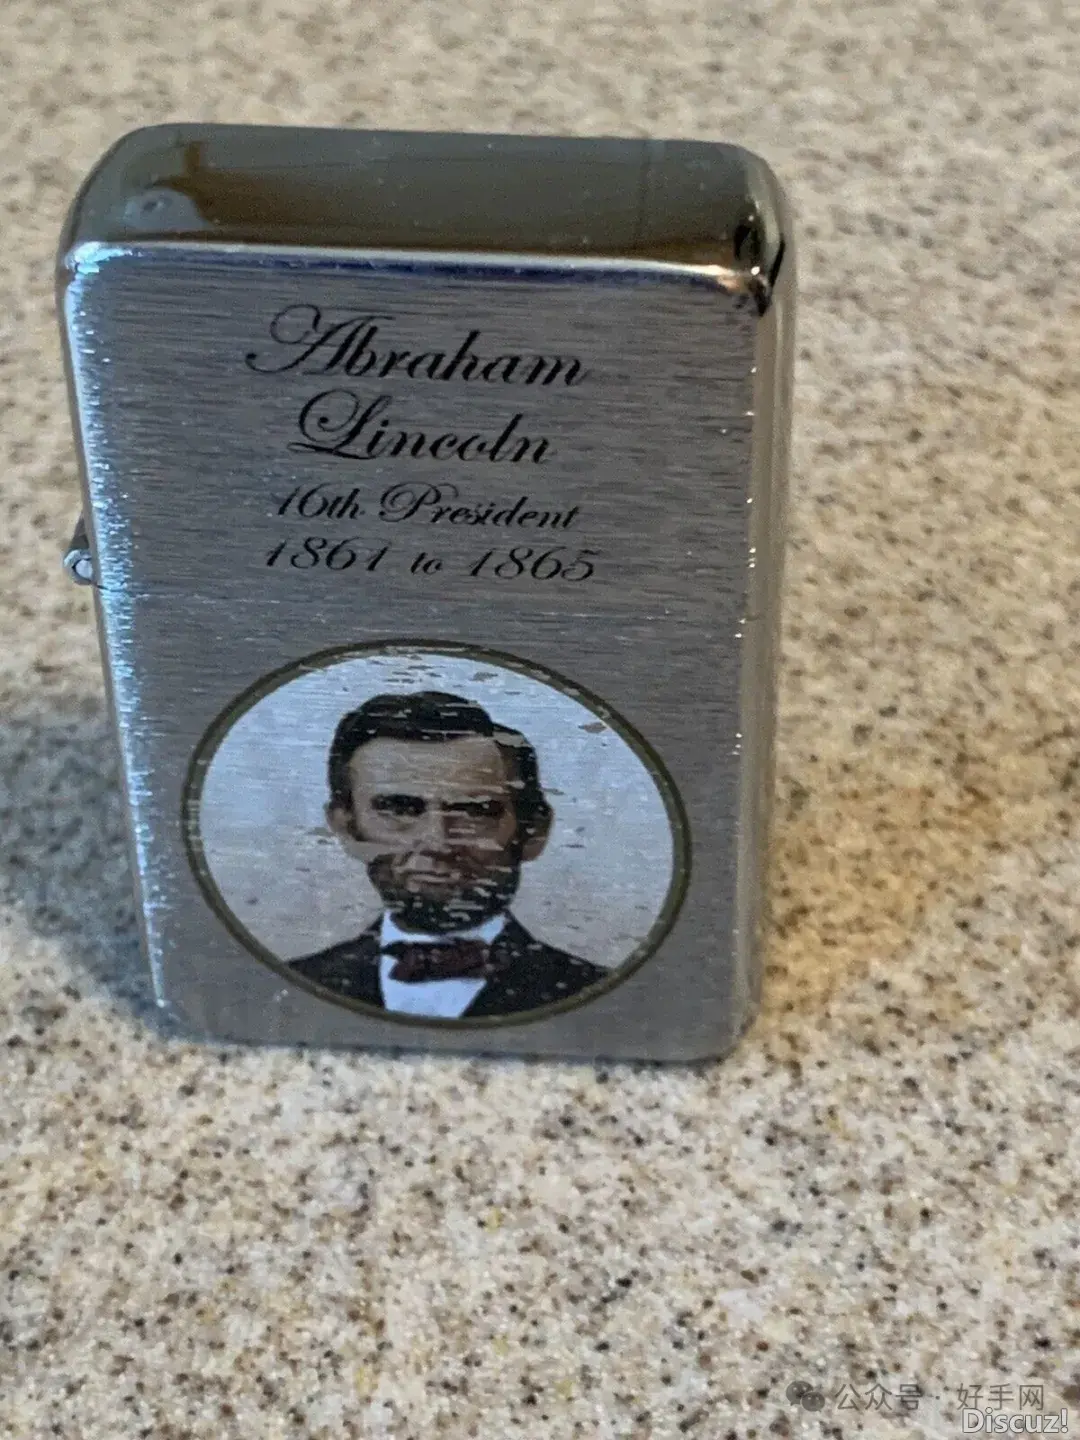 Abraham
Lincoln
16th President
1861 to 1865
公众号 · 好手网
Discuz!